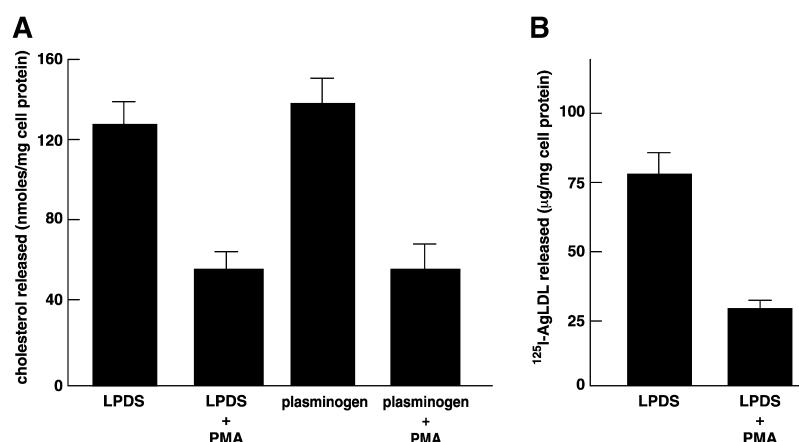 A
cholesterol released (nmoles/mg cell protein)
160
120
80
40
0
LPDS
LPDS
+
PMA
plasminogen
plasminogen
+
PMA
B
¹²⁵I-AgLDL released (µg/mg cell protein)
100
75
50
25
0
LPDS
LPDS
+
PMA